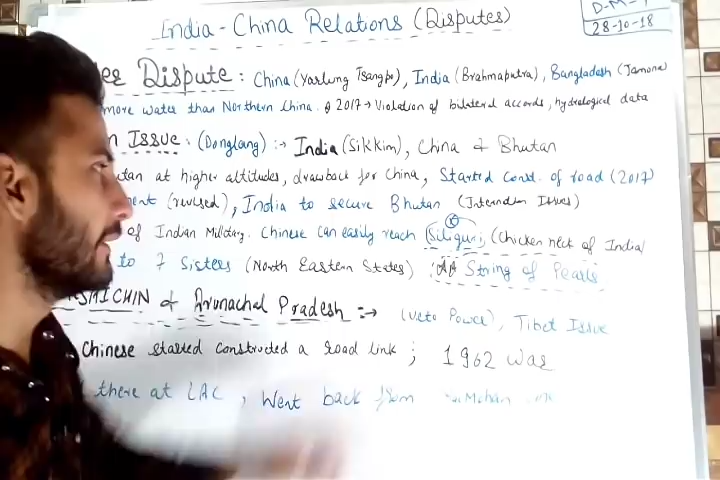 India - China Relations (Disputes)
28-10-18
Dispute : China (Yarlung Tsangpo), India (Brahmaputra), Bangladesh (Jamona)
more water than Northern China. 2017 → Violation of bilateral accords, hydrological data
Issue : (Donglang) :→ India (Sikkim), China & Bhutan
at higher altitudes, drawback for China, Started Const. of road (2017)
(revised), India to secure Bhutan (Issues)
of Indian Military. Chinese can easily reach Siliguri (Chicken neck of India)
to 7 Sisters (North Eastern States) : String of Pearls
& Arunachal Pradesh :→ (Veto Power), Tibet Issue
Chinese started constructed a road link ; 1962 War
there at LAC , Went back from